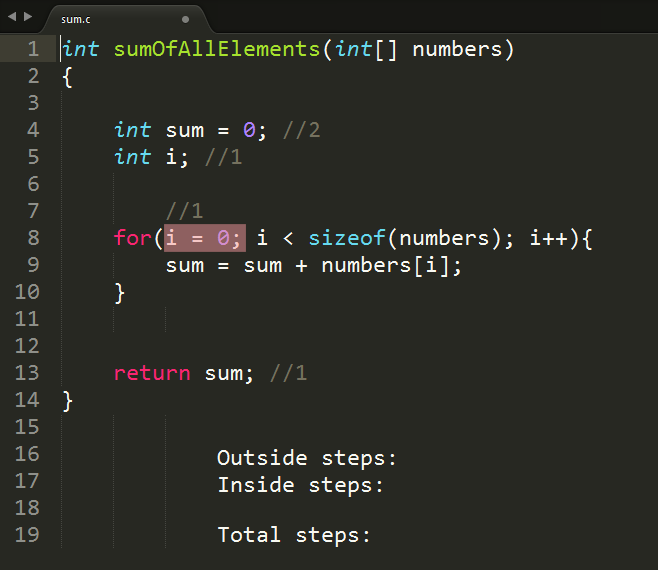 sum.c
1 int sumOfAllElements(int[] numbers)
2 {
3
4 int sum = 0; //2
5 int i; //1
6
7 //1
8 for(i = 0; i < sizeof(numbers); i++){
9 sum = sum + numbers[i];
10 }
11
12
13 return sum; //1
14 }
15
16 Outside steps:
17 Inside steps:
18
19 Total steps: